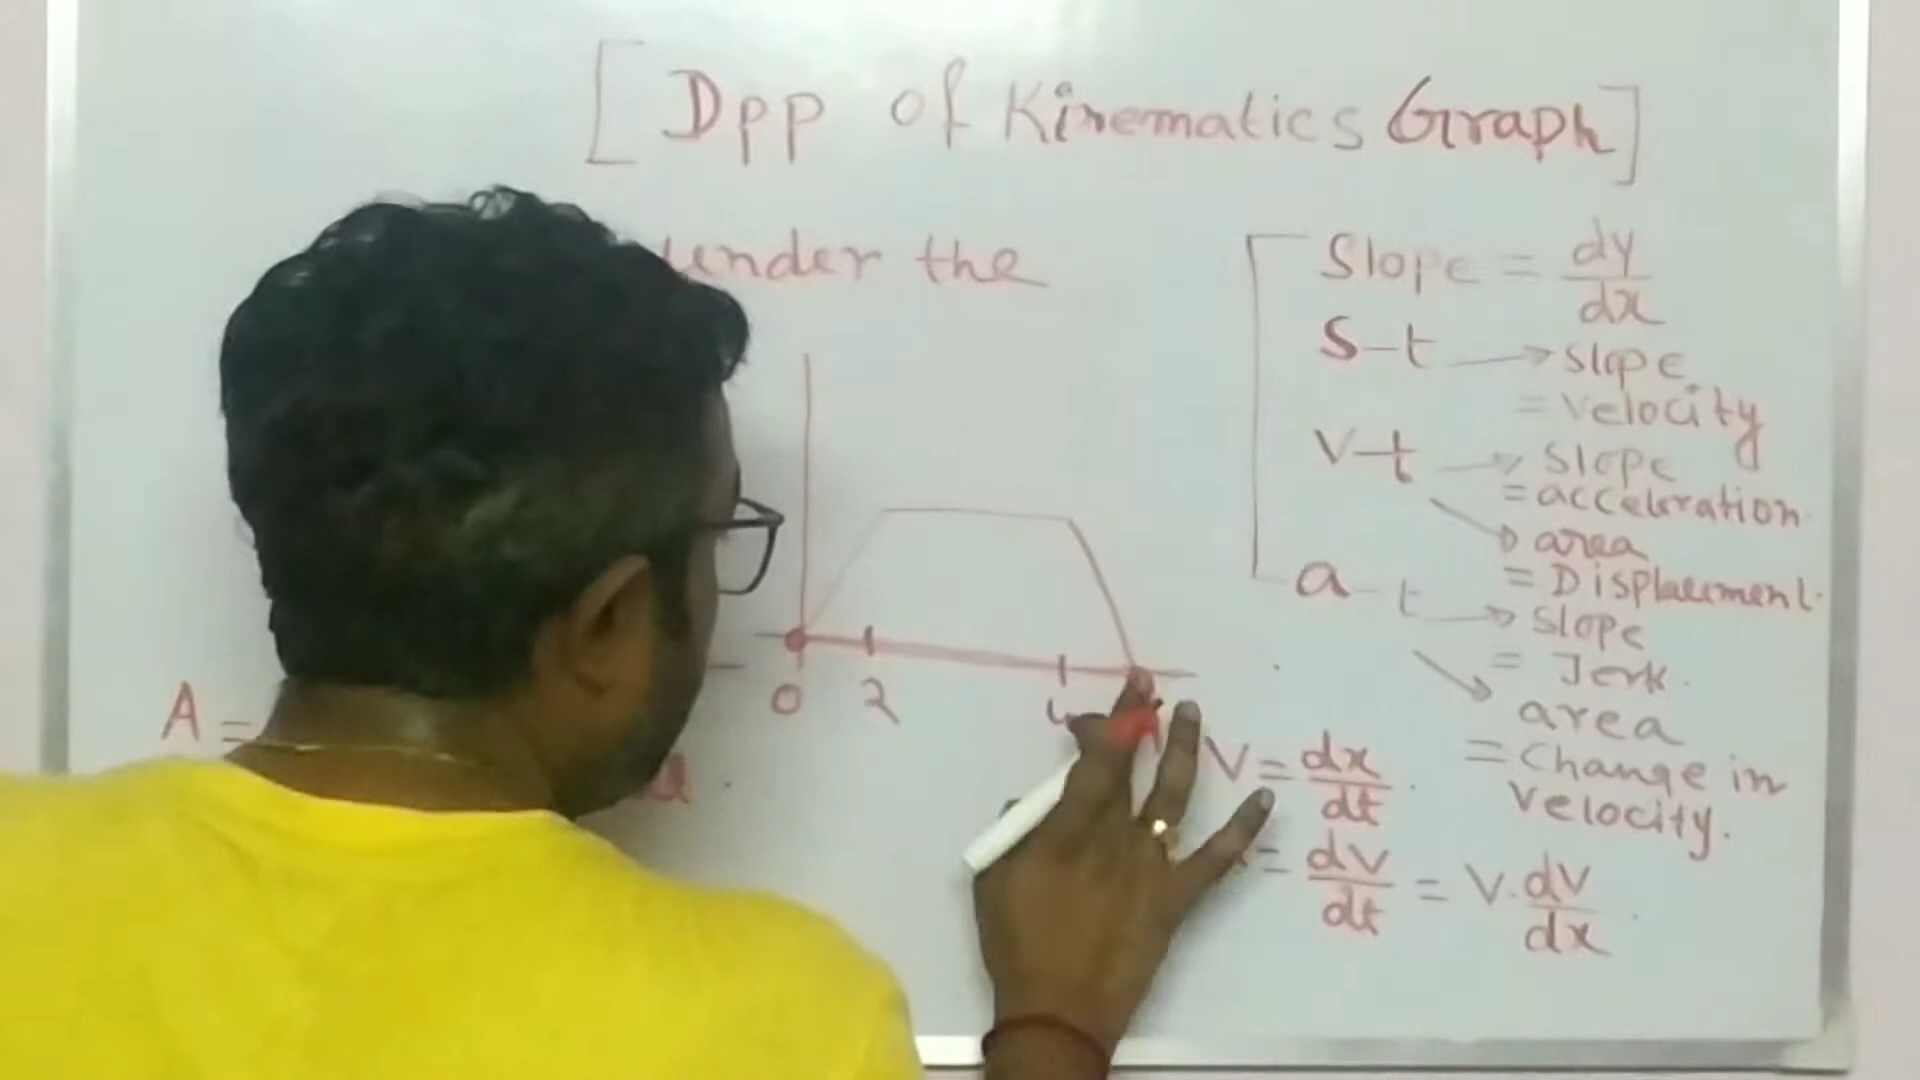 [ Dpp of Kinematics Graph ]
under the
Slope = dy/dx
S-t → slope
= velocity
V-t → slope
= acceleration
→ area
= Displacement.
a-t → slope
= Jerk.
→ area
= Change in
velocity.
0 2 4
A =
V = dx/dt .
= dv/dt = V. dv/dx .